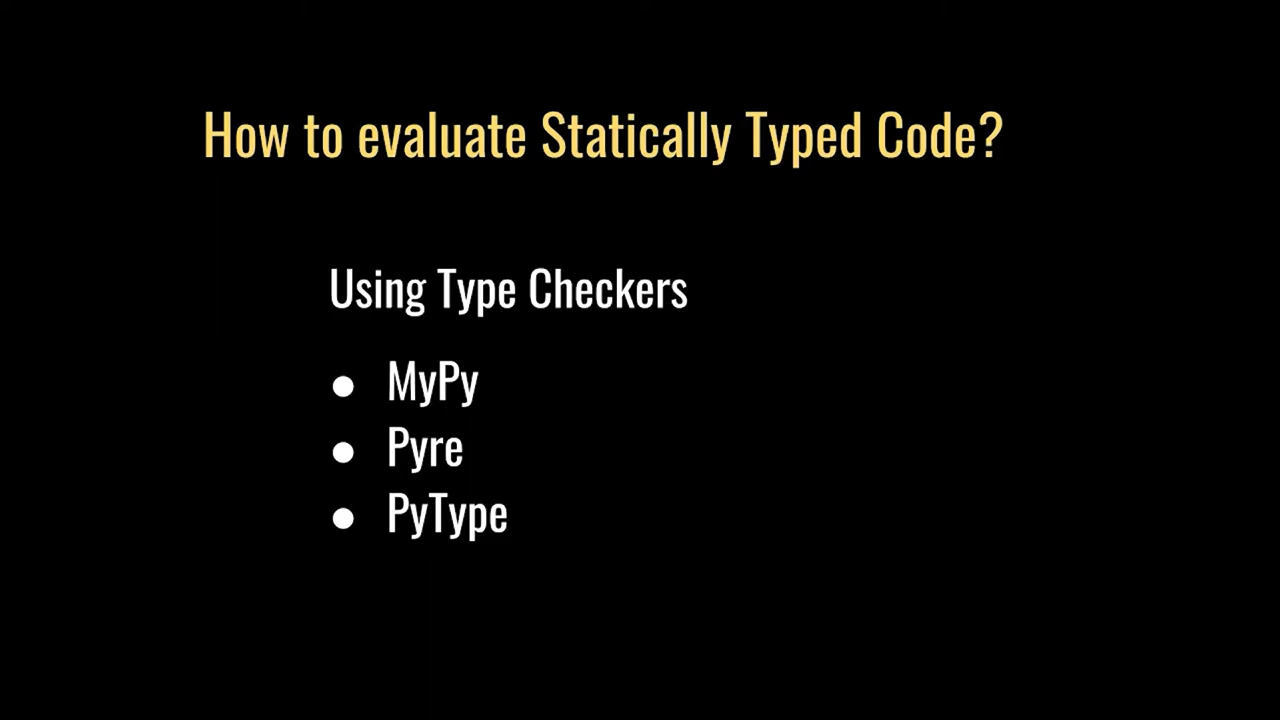 How to evaluate Statically Typed Code?
Using Type Checkers
● MyPy
● Pyre
● PyType